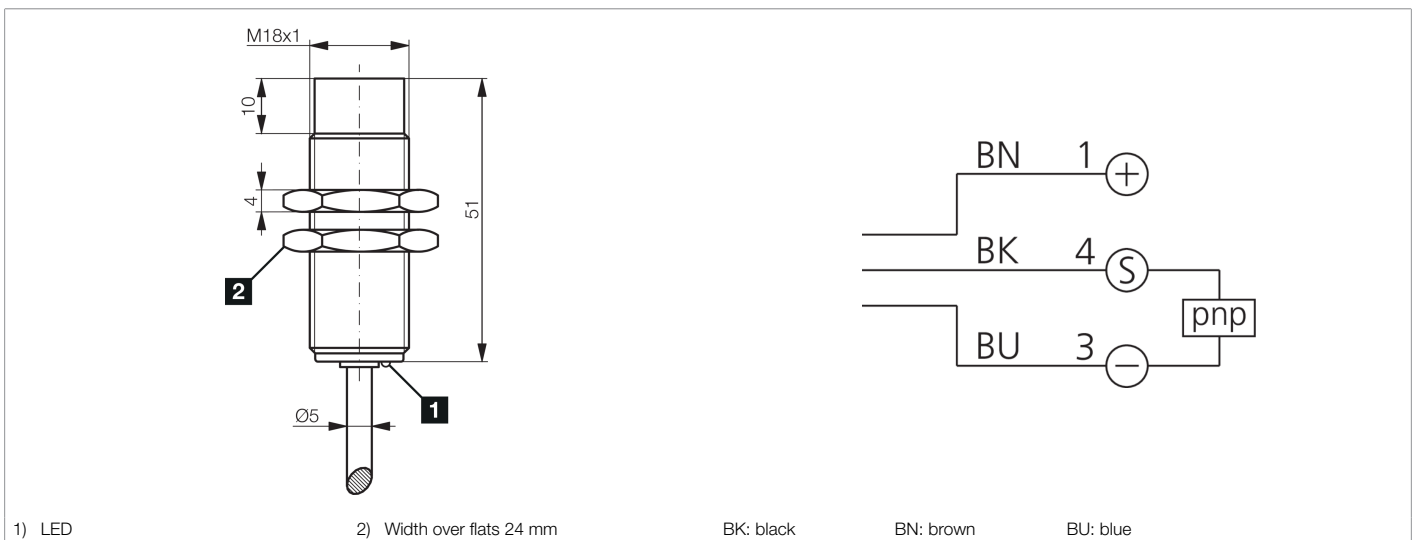 M18x1
10
4
51
2
Ø5
1
BN 1 +
BK 4 S
pnp
BU 3 −
1) LED 2) Width over flats 24 mm BK: black BN: brown BU: blue